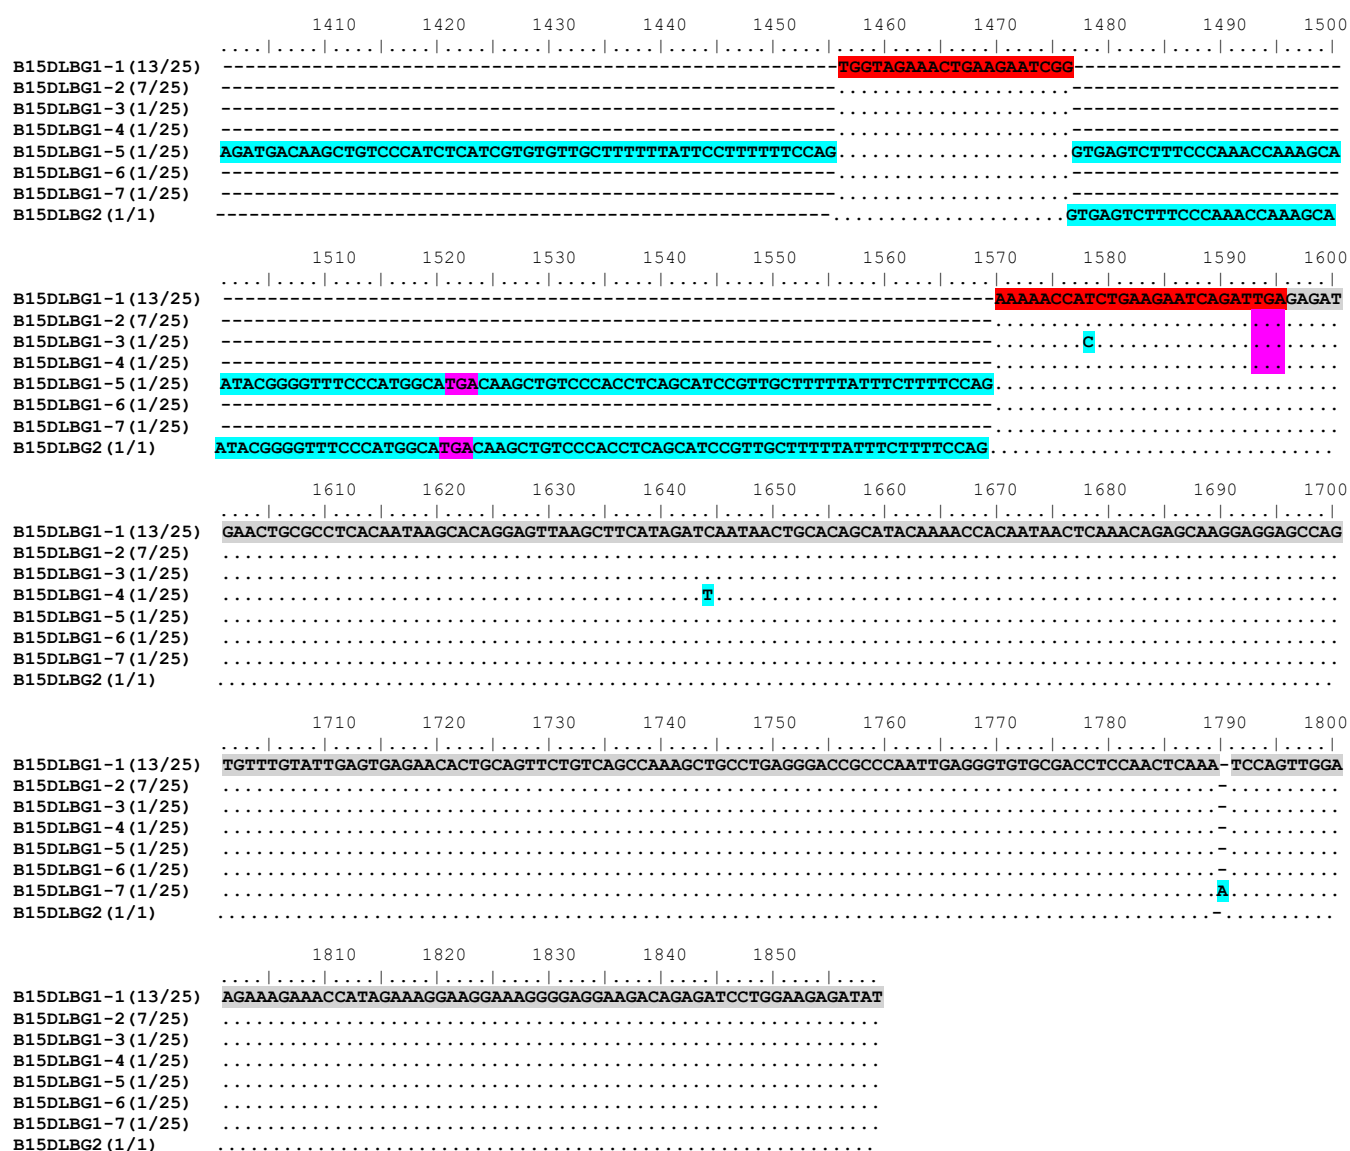 1410 1420 1430 1440 1450 1460 1470 1480 1490 1500
....|....|....|....|....|....|....|....|....|....|....|....|....|....|....|....|....|....|....|....|
B15DLBG1-1(13/25) -------------------------------------------------------TGGTAGAAACTGAAGAATCGG------------------------
B15DLBG1-2(7/25) -------------------------------------------------------.....................------------------------
B15DLBG1-3(1/25) -------------------------------------------------------.....................------------------------
B15DLBG1-4(1/25) -------------------------------------------------------.....................------------------------
B15DLBG1-5(1/25) AGATGACAAGCTGTCCCATCTCATCGTGTGTTGCTTTTTTATTCCTTTTTTCCAG.....................GTGAGTCTTTCCCAAACCAAAGCA
B15DLBG1-6(1/25) -------------------------------------------------------.....................------------------------
B15DLBG1-7(1/25) -------------------------------------------------------.....................------------------------
B15DLBG2(1/1) -------------------------------------------------------.....................GTGAGTCTTTCCCAAACCAAAGCA
1510 1520 1530 1540 1550 1560 1570 1580 1590 1600
....|....|....|....|....|....|....|....|....|....|....|....|....|....|....|....|....|....|....|....|
B15DLBG1-1(13/25) ---------------------------------------------------------------------AAAAACCATCTGAAGAATCAGATTGAGAGAT
B15DLBG1-2(7/25) ---------------------------------------------------------------------...............................
B15DLBG1-3(1/25) ---------------------------------------------------------------------........C......................
B15DLBG1-4(1/25) ---------------------------------------------------------------------...............................
B15DLBG1-5(1/25) ATACGGGGTTTCCCATGGCATGACAAGCTGTCCCACCTCAGCATCCGTTGCTTTTTATTTCTTTTCCAG...............................
B15DLBG1-6(1/25) ---------------------------------------------------------------------...............................
B15DLBG1-7(1/25) ---------------------------------------------------------------------...............................
B15DLBG2(1/1) ATACGGGGTTTCCCATGGCATGACAAGCTGTCCCACCTCAGCATCCGTTGCTTTTTATTTCTTTTCCAG...............................
1610 1620 1630 1640 1650 1660 1670 1680 1690 1700
....|....|....|....|....|....|....|....|....|....|....|....|....|....|....|....|....|....|....|....|
B15DLBG1-1(13/25) GAACTGCGCCTCACAATAAGCACAGGAGTTAAGCTTCATAGATCAATAACTGCACAGCATACAAAACCACAATAACTCAAACAGAGCAAGGAGGAGCCAG
B15DLBG1-2(7/25) ....................................................................................................
B15DLBG1-3(1/25) ....................................................................................................
B15DLBG1-4(1/25) ...........................................T........................................................
B15DLBG1-5(1/25) ....................................................................................................
B15DLBG1-6(1/25) ....................................................................................................
B15DLBG1-7(1/25) ....................................................................................................
B15DLBG2(1/1) ....................................................................................................
1710 1720 1730 1740 1750 1760 1770 1780 1790 1800
....|....|....|....|....|....|....|....|....|....|....|....|....|....|....|....|....|....|....|....|
B15DLBG1-1(13/25) TGTTTGTATTGAGTGAGAACACTGCAGTTCTGTCAGCCAAAGCTGCCTGAGGGACCGCCCAATTGAGGGTGTGCGACCTCCAACTCAAA-TCCAGTTGGA
B15DLBG1-2(7/25) .........................................................................................-..........
B15DLBG1-3(1/25) .........................................................................................-..........
B15DLBG1-4(1/25) .........................................................................................-..........
B15DLBG1-5(1/25) .........................................................................................-..........
B15DLBG1-6(1/25) .........................................................................................-..........
B15DLBG1-7(1/25) .........................................................................................A..........
B15DLBG2(1/1) .........................................................................................-..........
1810 1820 1830 1840 1850
....|....|....|....|....|....|....|....|....|....|....|....
B15DLBG1-1(13/25) AGAAAGAAACCATAGAAAGGAAGGAAAGGGGAGGAAGACAGAGATCCTGGAAGAGATAT
B15DLBG1-2(7/25) ...........................................................
B15DLBG1-3(1/25) ...........................................................
B15DLBG1-4(1/25) ...........................................................
B15DLBG1-5(1/25) ...........................................................
B15DLBG1-6(1/25) ...........................................................
B15DLBG1-7(1/25) ...........................................................
B15DLBG2(1/1) ...........................................................